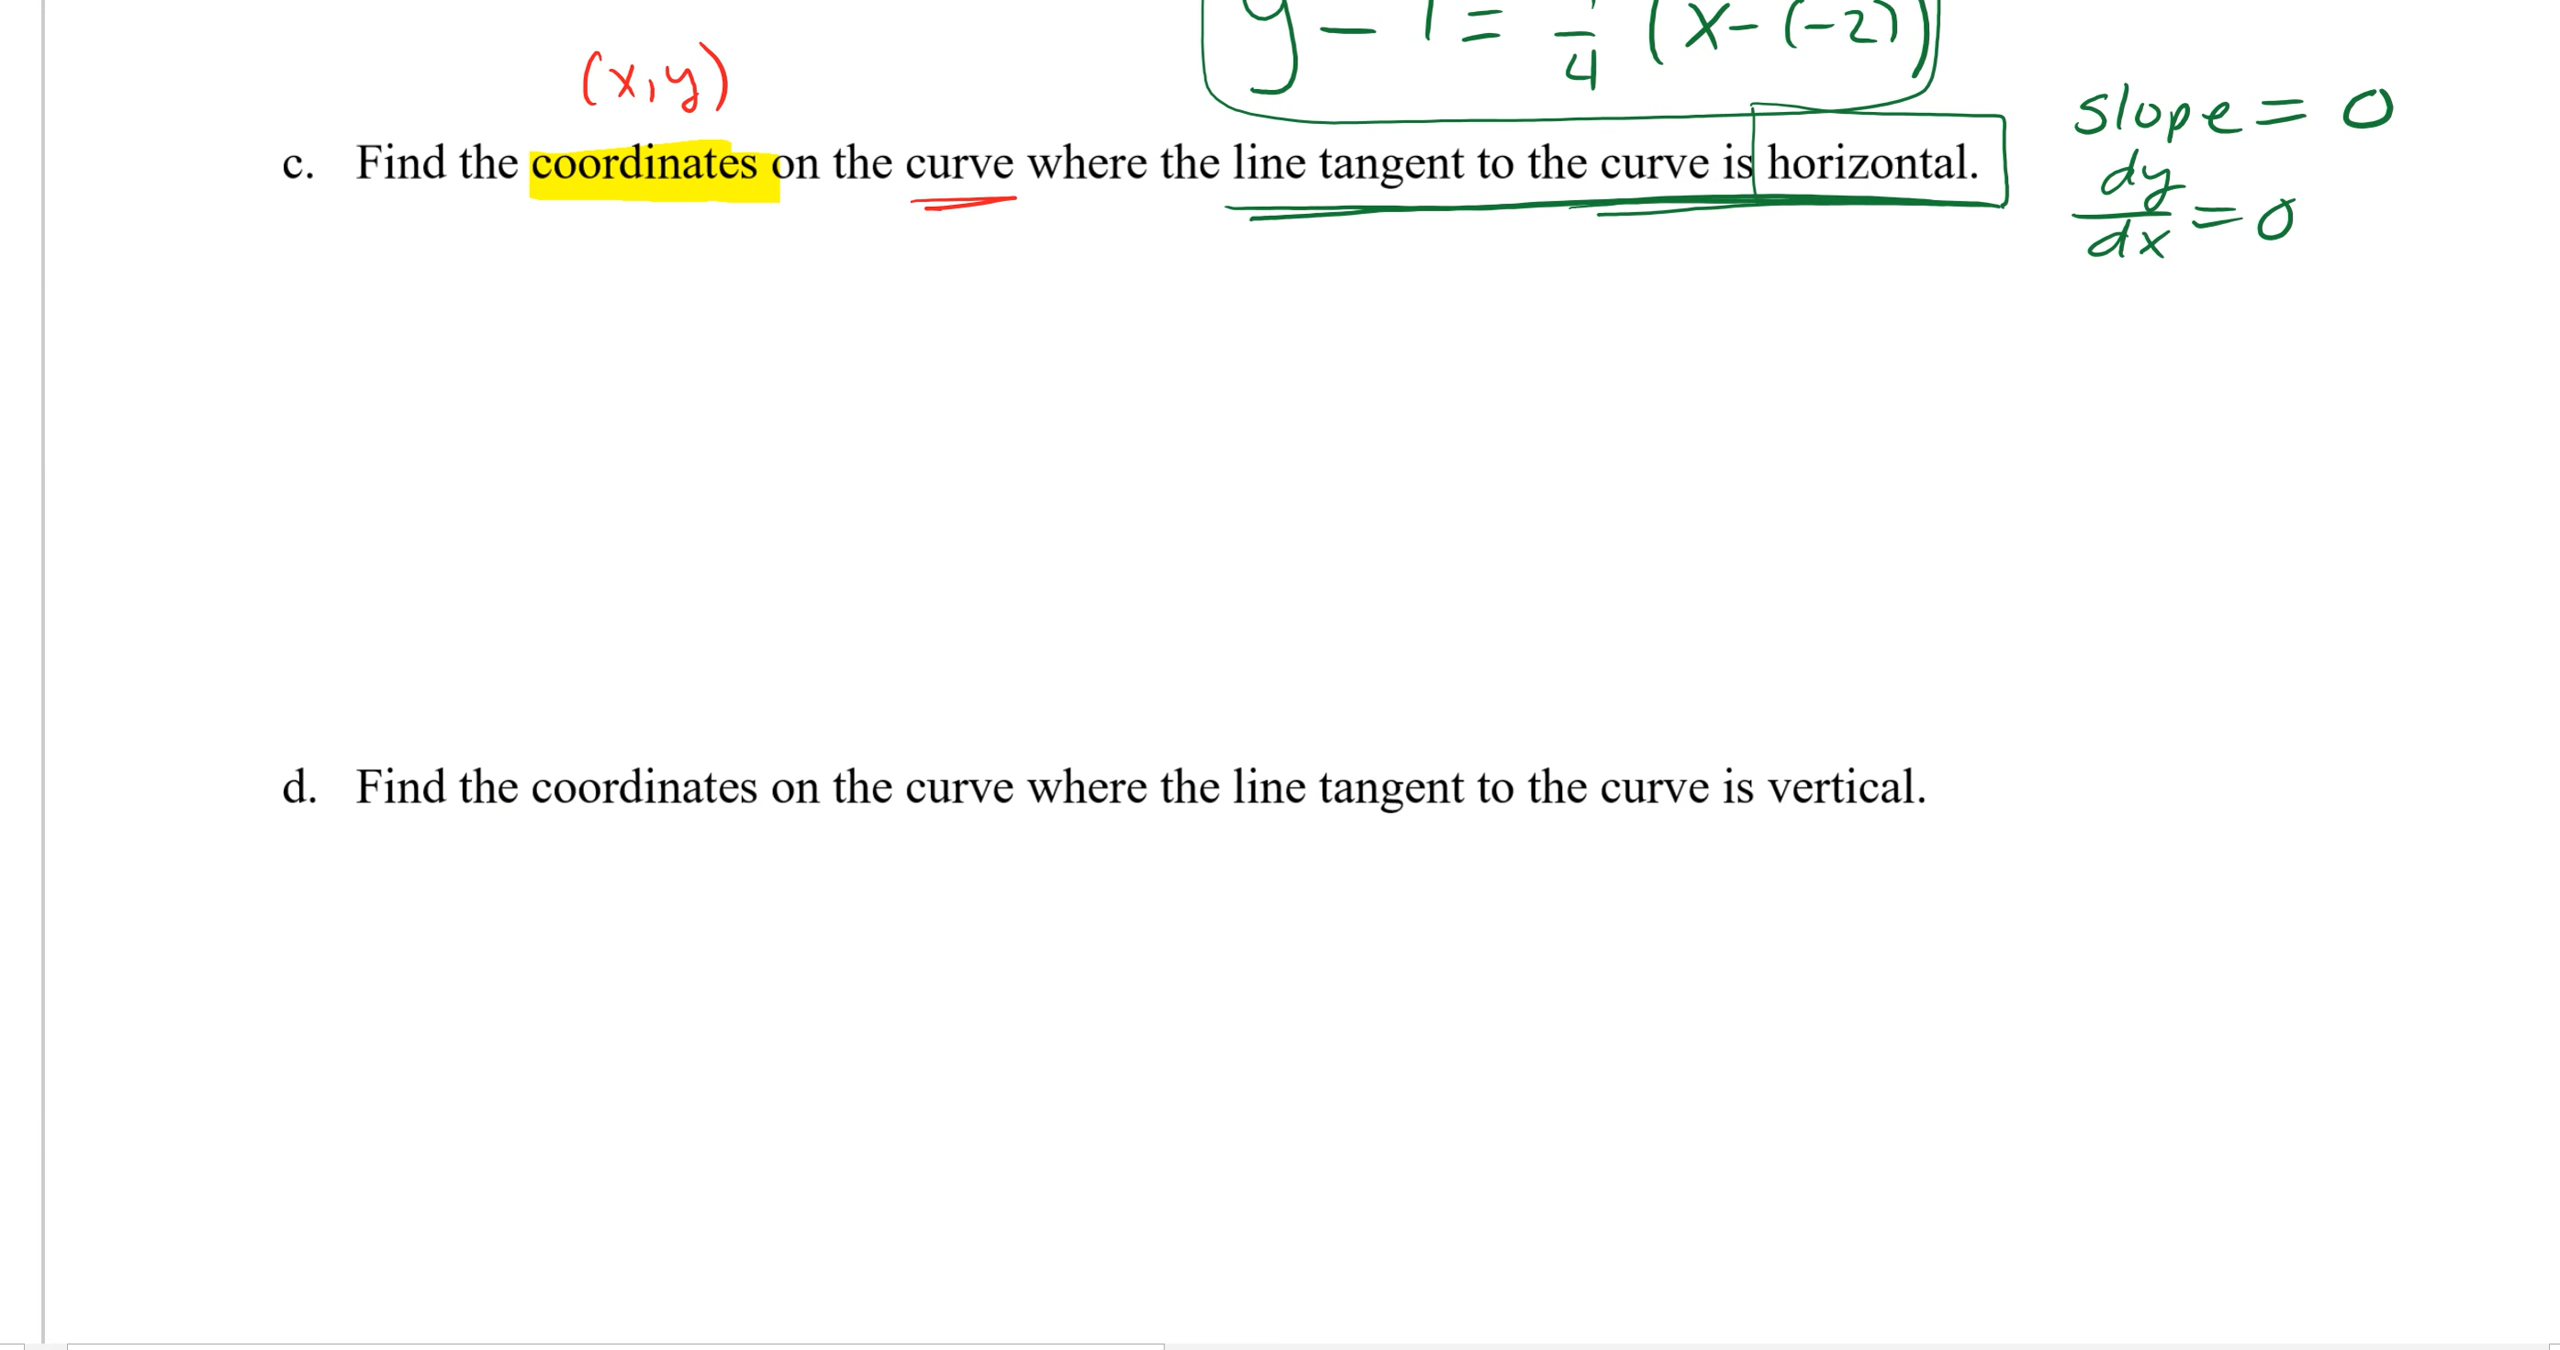 y - 1 = 1/4 (x - (-2))
(x,y)
slope = 0
c. Find the coordinates on the curve where the line tangent to the curve is horizontal.
dy/dx = 0
d. Find the coordinates on the curve where the line tangent to the curve is vertical.